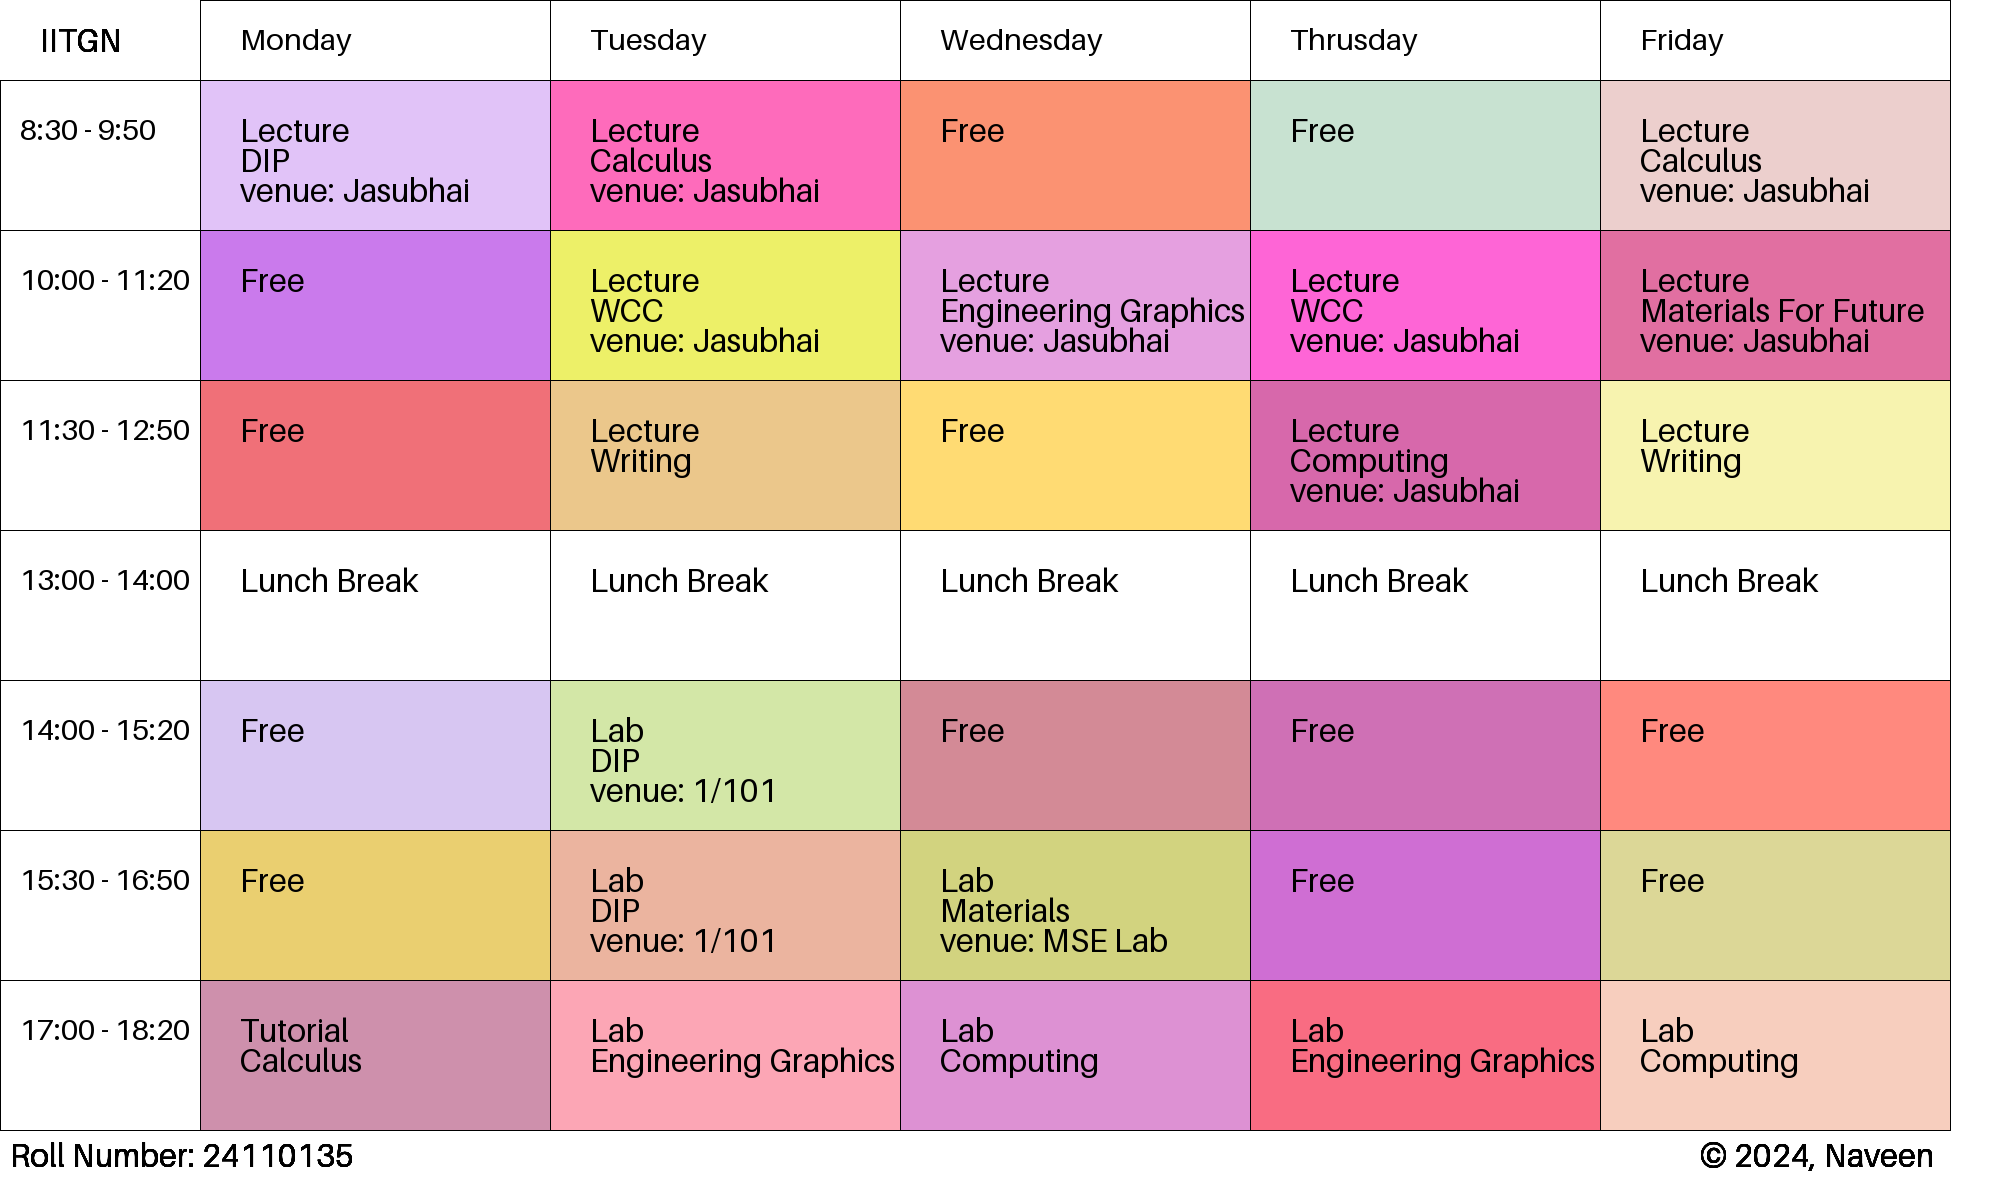 IITGN Monday Tuesday Wednesday Thrusday Friday
8:30 - 9:50
Lecture
DIP
venue: Jasubhai
Lecture
Calculus
venue: Jasubhai
Free
Free
Lecture
Calculus
venue: Jasubhai
10:00 - 11:20
Free
Lecture
WCC
venue: Jasubhai
Lecture
Engineering Graphics
venue: Jasubhai
Lecture
WCC
venue: Jasubhai
Lecture
Materials For Future
venue: Jasubhai
11:30 - 12:50
Free
Lecture
Writing
Free
Lecture
Computing
venue: Jasubhai
Lecture
Writing
13:00 - 14:00
Lunch Break
Lunch Break
Lunch Break
Lunch Break
Lunch Break
14:00 - 15:20
Free
Lab
DIP
venue: 1/101
Free
Free
Free
15:30 - 16:50
Free
Lab
DIP
venue: 1/101
Lab
Materials
venue: MSE Lab
Free
Free
17:00 - 18:20
Tutorial
Calculus
Lab
Engineering Graphics
Lab
Computing
Lab
Engineering Graphics
Lab
Computing
Roll Number: 24110135
© 2024, Naveen